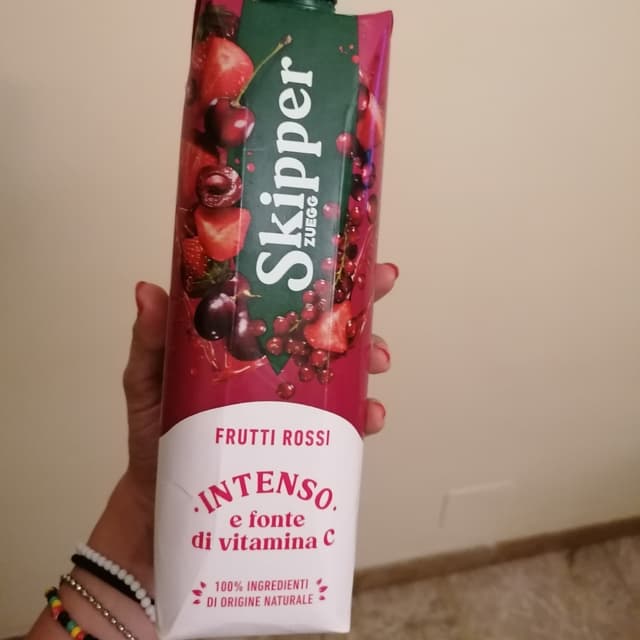 Skipper
ZUEGG
FRUTTI ROSSI
·INTENSO·
e fonte
di vitamina C
100% INGREDIENTI
DI ORIGINE NATURALE